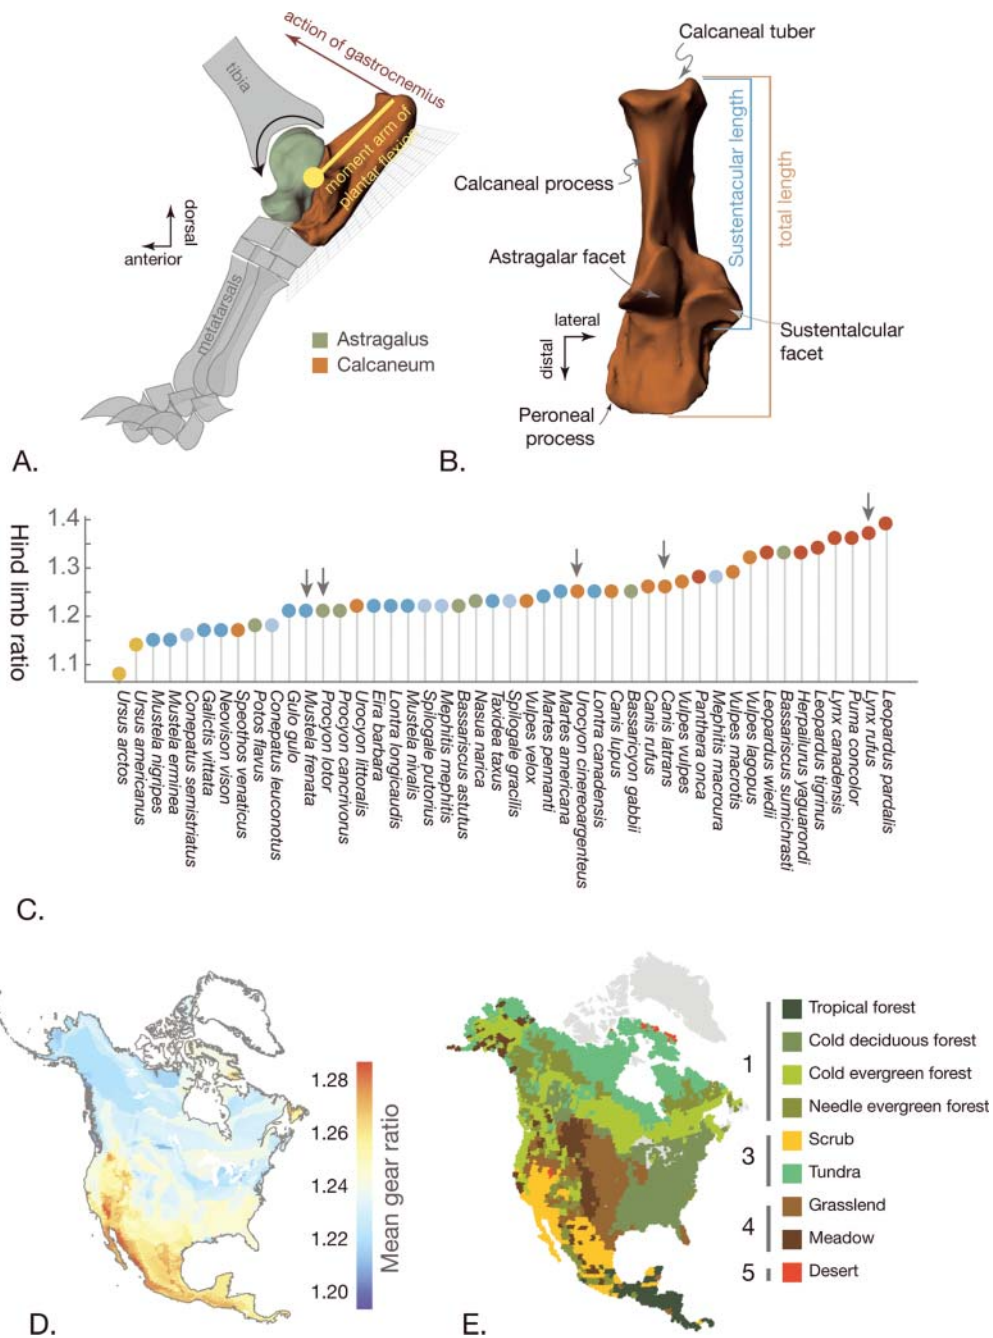 action of gastrocnemius
tibia
moment arm of
plantar flexion
dorsal
anterior
metatarsals
Astragalus
Calcaneum
A.
Calcaneal tuber
Sustentacular length
total length
Calcaneal process
Astragalar facet
lateral
distal
Sustentalcular
facet
Peroneal
process
B.
Hind limb ratio
1.4
1.3
1.2
1.1
Ursus arctos
Ursus americanus
Mustela nigripes
Mustela erminea
Conepatus semistriatus
Galictis vittata
Neovison vison
Speothos venaticus
Potos flavus
Conepatus leuconotus
Gulo gulo
Mustela frenata
Procyon lotor
Procyon cancrivorus
Urocyon littoralis
Eira barbara
Lontra longicaudis
Mustela nivalis
Spilogale putorius
Mephitis mephitis
Bassariscus astutus
Nasua narica
Taxidea taxus
Spilogale gracilis
Vulpes velox
Martes pennanti
Martes americana
Urocyon cinereoargenteus
Lontra canadensis
Canis lupus
Bassaricyon gabbii
Canis rufus
Canis latrans
Vulpes vulpes
Panthera onca
Mephitis macroura
Vulpes macrotis
Vulpes lagopus
Leopardus wiedii
Bassariscus sumichrasti
Herpailurus yaguarondi
Leopardus tigrinus
Lynx canadensis
Puma concolor
Lynx rufus
Leopardus pardalis
C.
1.28
1.26
1.24
1.22
1.20
Mean gear ratio
D.
1
3
4
5
Tropical forest
Cold deciduous forest
Cold evergreen forest
Needle evergreen forest
Scrub
Tundra
Grasslend
Meadow
Desert
E.